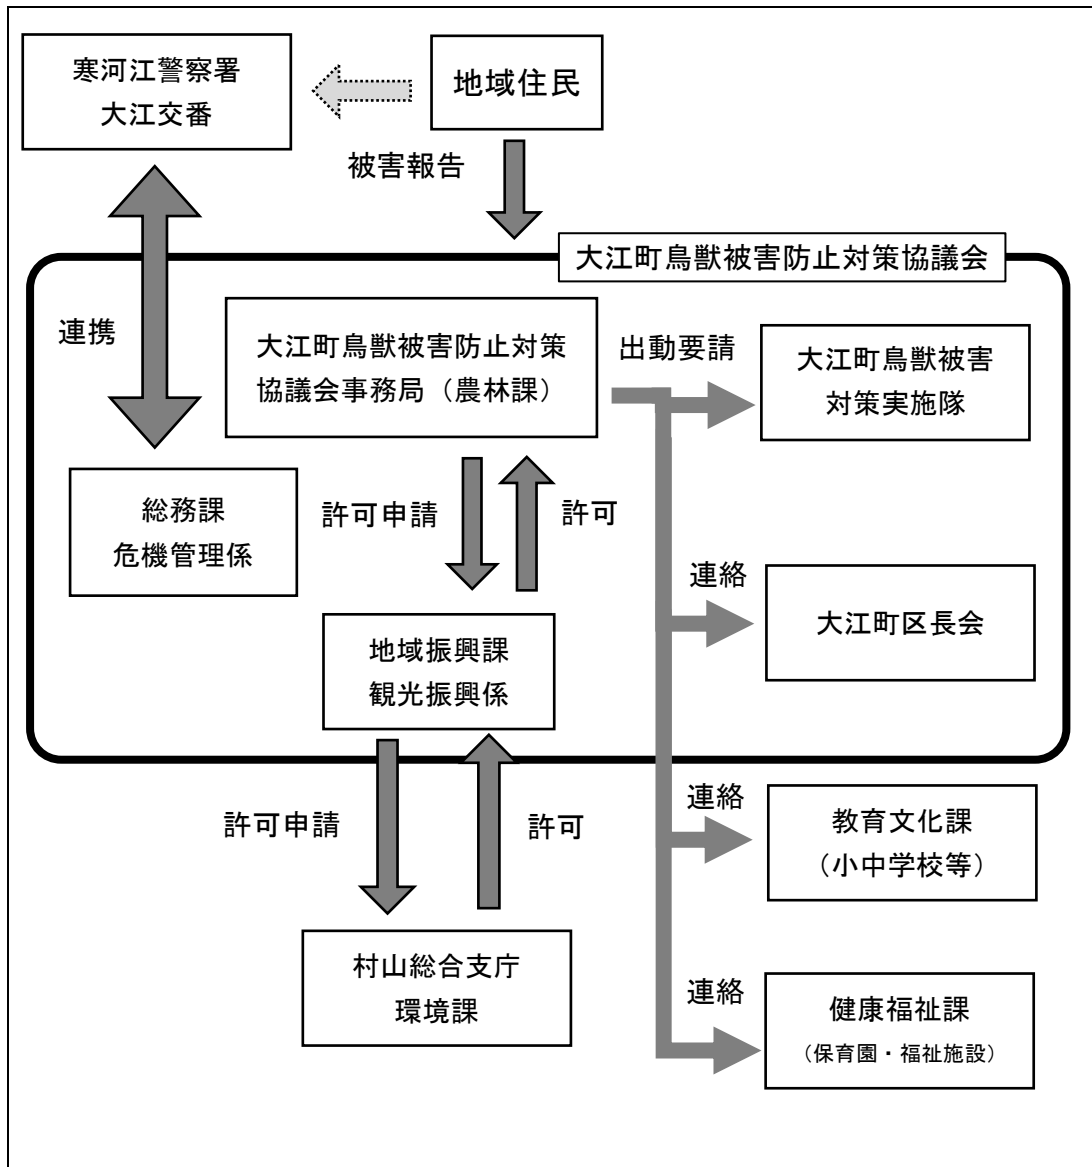 寒河江警察署
大江交番
地域住民
被害報告
大江町鳥獣被害防止対策協議会
連携
大江町鳥獣被害防止対策
協議会事務局（農林課）
出動要請
大江町鳥獣被害
対策実施隊
総務課
危機管理係
許可申請
許可
連絡
大江町区長会
地域振興課
観光振興係
許可申請
許可
連絡
教育文化課
（小中学校等）
村山総合支庁
環境課
連絡
健康福祉課
（保育園・福祉施設）